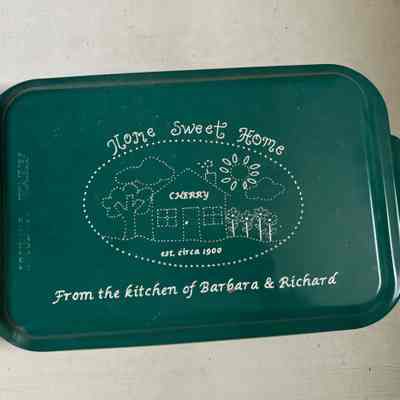 Home Sweet Home
CHERRY
est. circa 1900
From the kitchen of Barbara & Richard